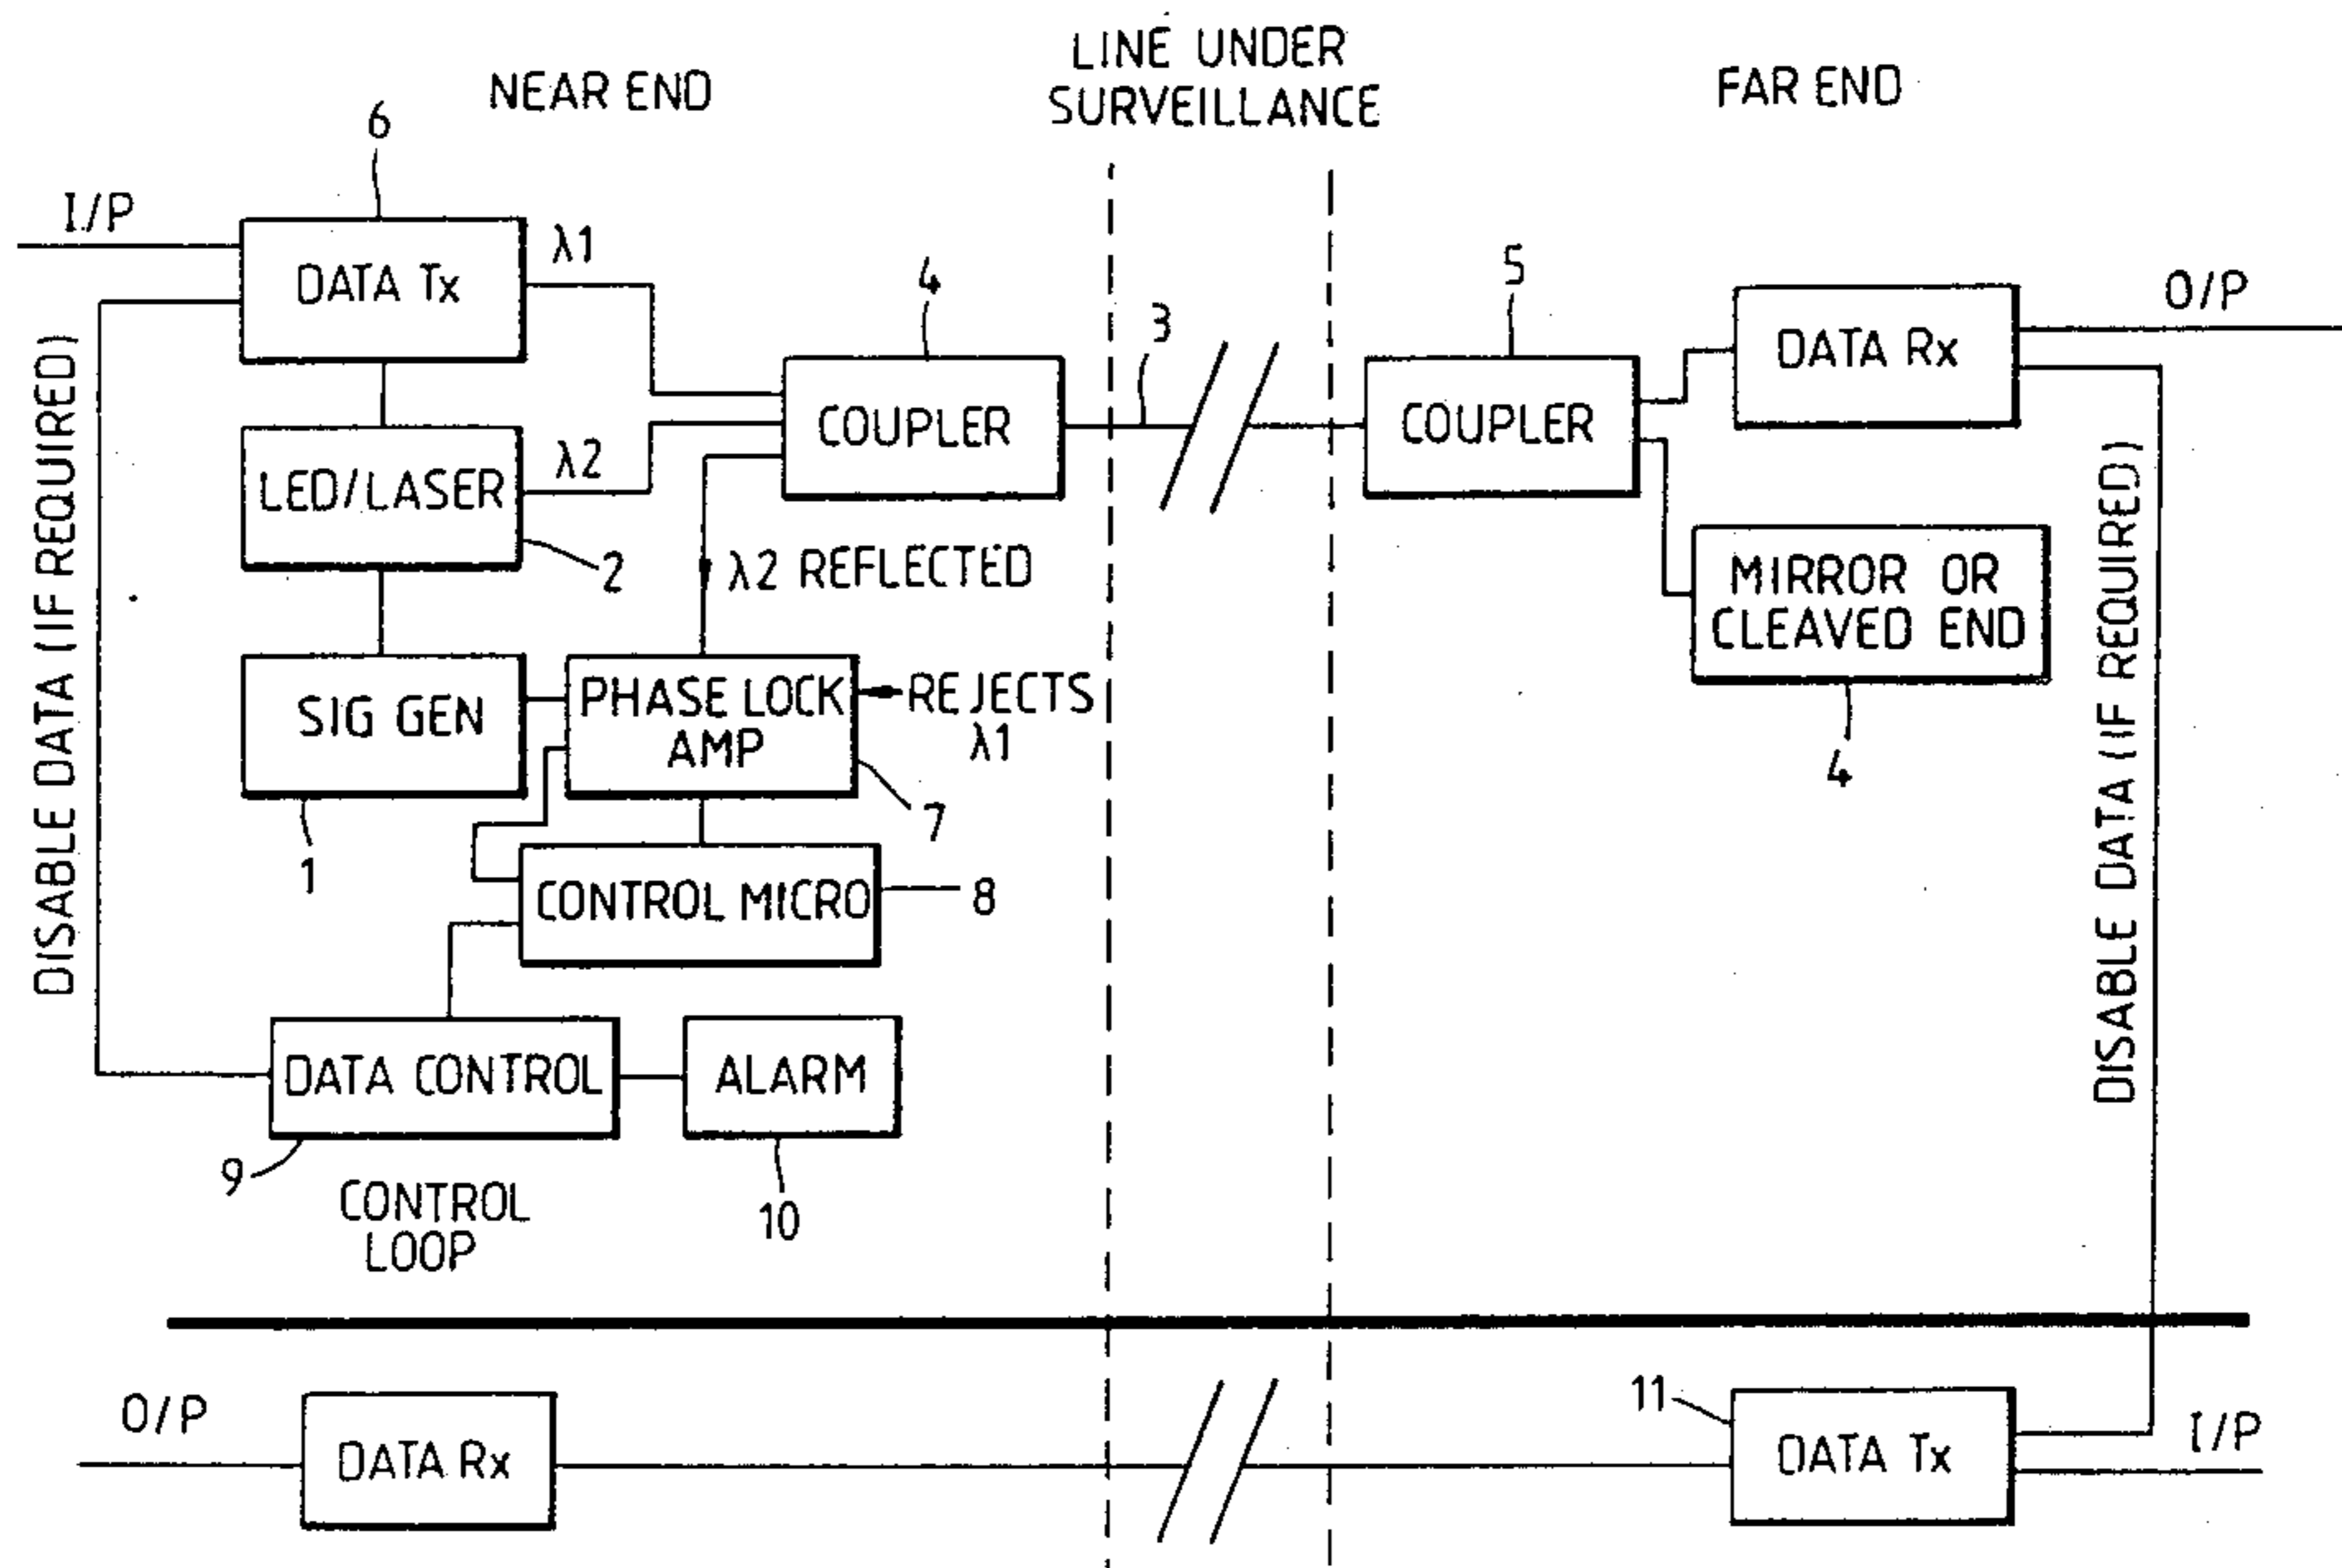 NEAR END
LINE UNDER
SURVEILLANCE
FAR END
6
I/P
DATA Tx
λ1
4
3
5
O/P
COUPLER
COUPLER
DATA Rx
LED/LASER
λ2
2
λ2 REFLECTED
MIRROR OR
CLEAVED END
4
SIG GEN
1
PHASE LOCK
AMP
REJECTS
λ1
7
CONTROL MICRO
8
DISABLE DATA (IF REQUIRED)
DISABLE DATA (IF REQUIRED)
DATA CONTROL
ALARM
9
10
CONTROL
LOOP
O/P
DATA Rx
11
DATA Tx
I/P